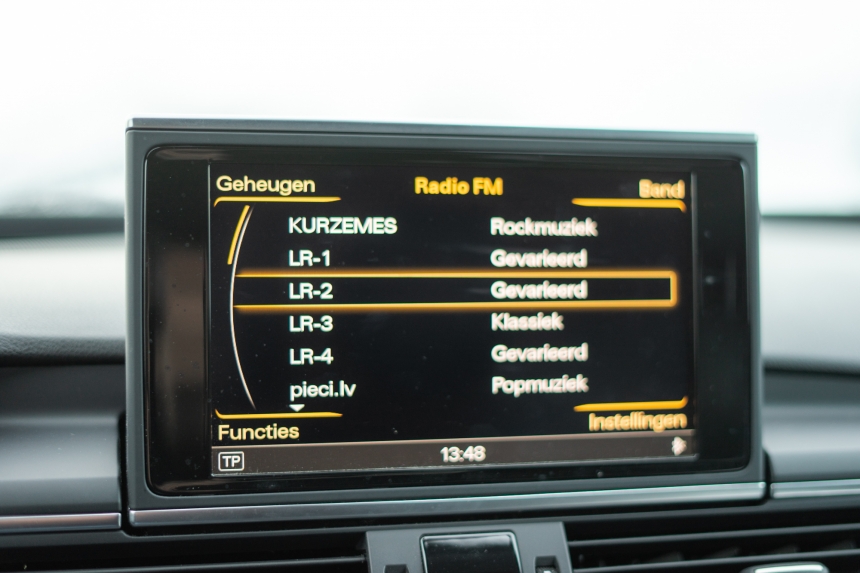 Geheugen Radio FM Band
KURZEMES Rockmuziek
LR-1 Gevarieerd
LR-2 Gevarieerd
LR-3 Klassiek
LR-4 Gevarieerd
pieci.lv Popmuziek
Functies Instellingen
TP 13:48